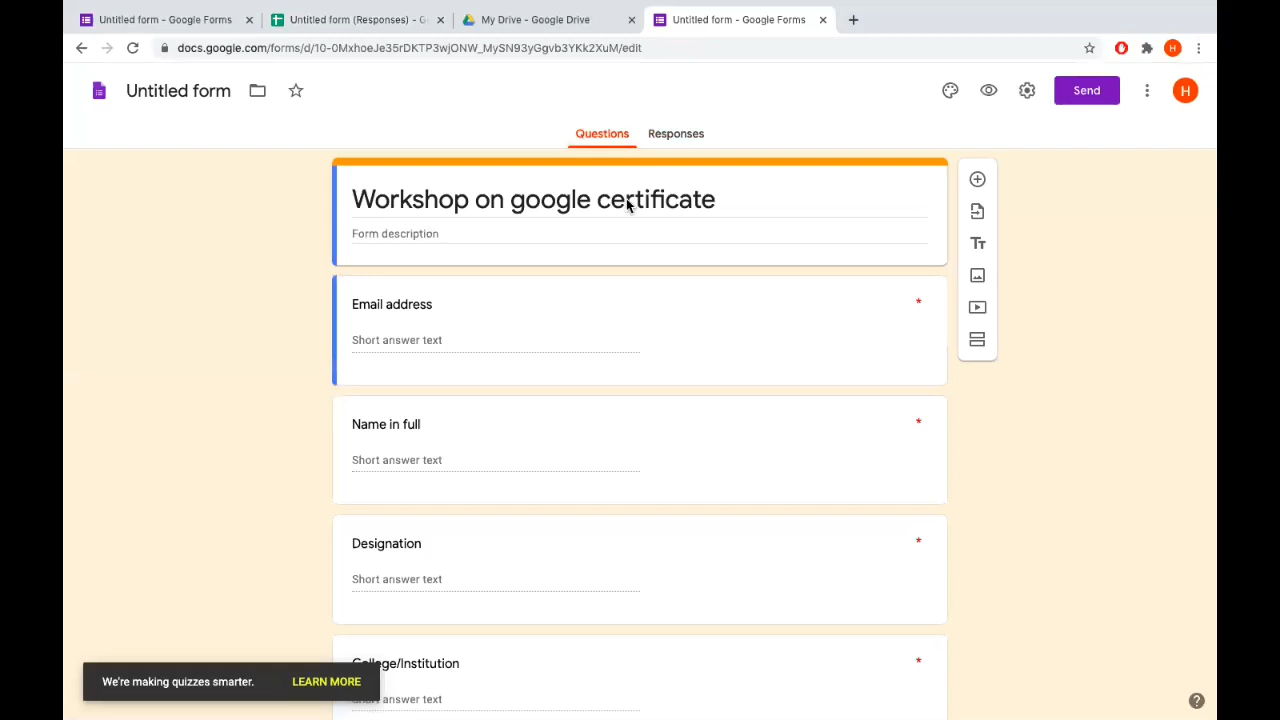 Untitled form - Google Forms
Untitled form (Responses) - G
My Drive - Google Drive
Untitled form - Google Forms
docs.google.com/forms/d/10-0MxhoeJe35rDKTP3wjONW_MySN93yGgvb3YKk2XuM/edit
H
Untitled form
Send
H
Questions
Responses
Workshop on google certificate
Form description
Email address
*
Short answer text
Name in full
*
Short answer text
Designation
*
Short answer text
College/Institution
*
answer text
We're making quizzes smarter.
LEARN MORE